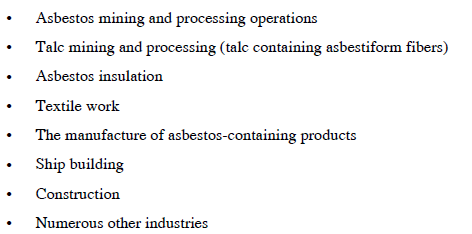 • Asbestos mining and processing operations
• Talc mining and processing (talc containing asbestiform fibers)
• Asbestos insulation
• Textile work
• The manufacture of asbestos-containing products
• Ship building
• Construction
• Numerous other industries